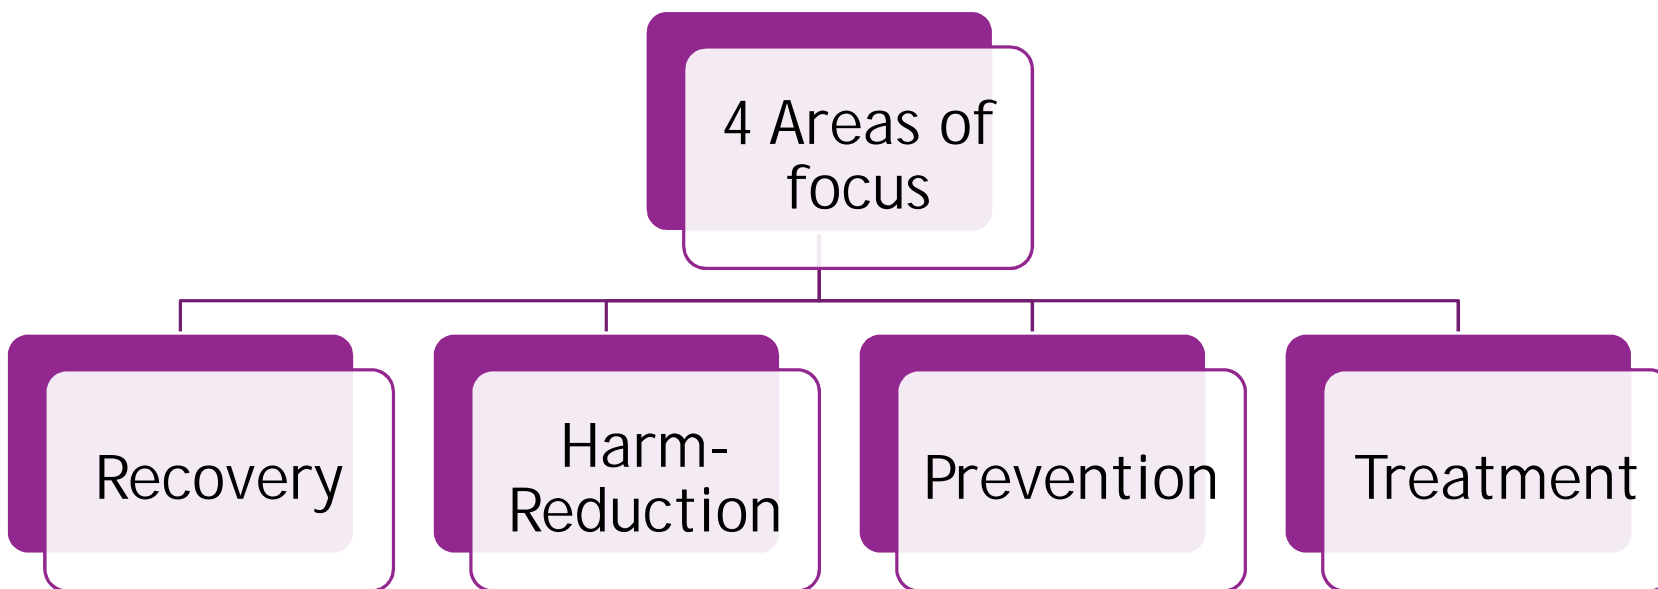 4 Areas of
focus
Recovery
Harm-
Reduction
Prevention
Treatment